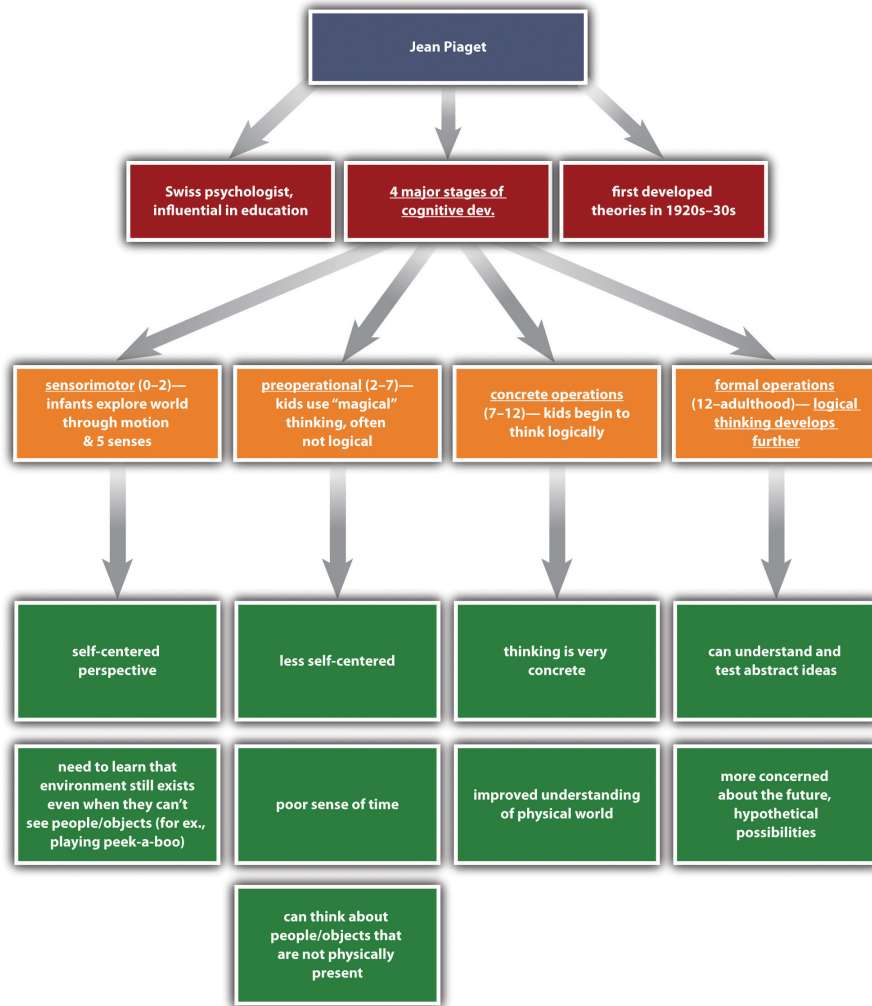 Jean Piaget
Swiss psychologist,
influential in education
4 major stages of
cognitive dev.
first developed
theories in 1920s–30s
sensorimotor (0–2)—
infants explore world
through motion
& 5 senses
preoperational (2–7)—
kids use “magical”
thinking, often
not logical
concrete operations
(7–12)— kids begin to
think logically
formal operations
(12–adulthood)— logical
thinking develops
further
self-centered
perspective
less self-centered
thinking is very
concrete
can understand and
test abstract ideas
need to learn that
environment still exists
even when they can’t
see people/objects (for ex.,
playing peek-a-boo)
poor sense of time
improved understanding
of physical world
more concerned
about the future,
hypothetical
possibilities
can think about
people/objects that
are not physically
present